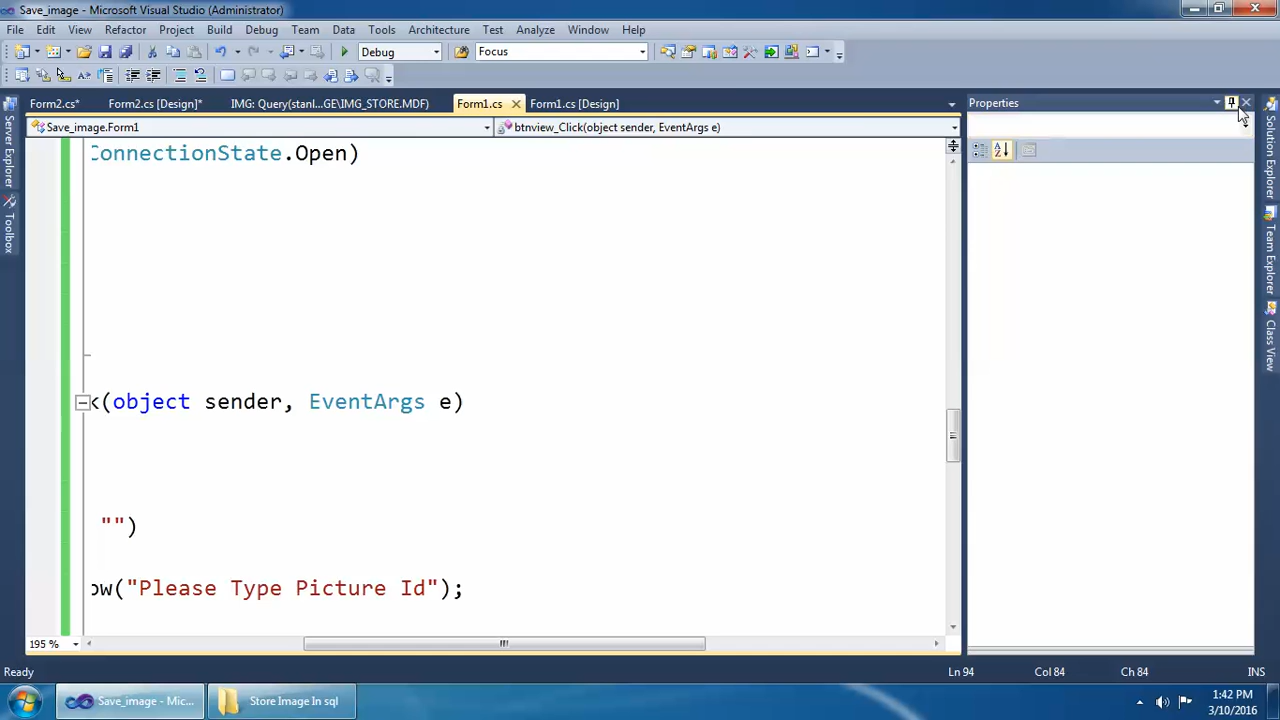 Save_image - Microsoft Visual Studio (Administrator)
File Edit View Refactor Project Build Debug Team Data Tools Architecture Test Analyze Window Help
Debug Focus
Form2.cs* Form2.cs [Design]* IMG: Query(stanl...GE\IMG_STORE.MDF) Form1.cs Form1.cs [Design] Properties
Save_image.Form1 btnview_Click(object sender, EventArgs e)
Server Explorer
Toolbox
ConnectionState.Open)
(object sender, EventArgs e)
"")
ow("Please Type Picture Id");
Solution Explorer
Team Explorer
Class View
195 %
Ready Ln 94 Col 84 Ch 84 INS
Save_image - Mic... Store Image In sql 1:42 PM
3/10/2016